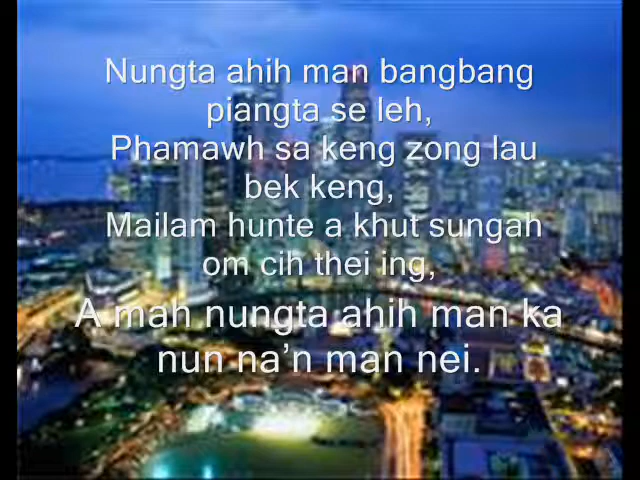 Nungta ahih man bangbang
piangta se leh,
Phamawh sa keng zong lau
bek keng,
Mailam hunte a khut sungah
om cih thei ing,
A mah nungta ahih man ka
nun na’n man nei.